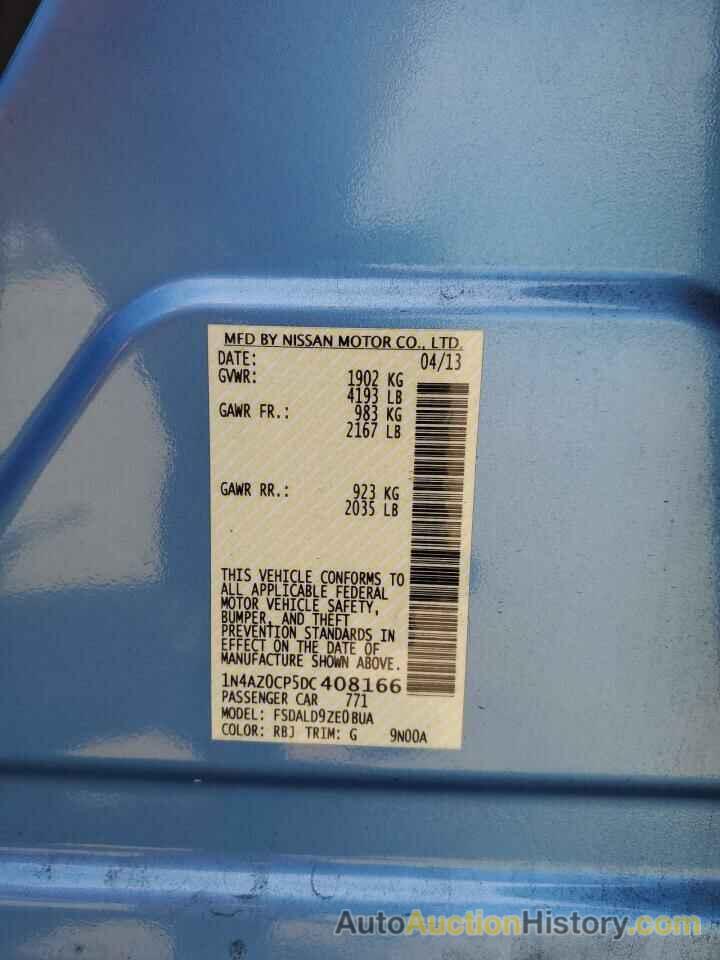 MFD BY NISSAN MOTOR CO., LTD.
DATE: 04/13
GVWR: 1902 KG
4193 LB
GAWR FR.: 983 KG
2167 LB
GAWR RR.: 923 KG
2035 LB
THIS VEHICLE CONFORMS TO
ALL APPLICABLE FEDERAL
MOTOR VEHICLE SAFETY,
BUMPER, AND THEFT
PREVENTION STANDARDS IN
EFFECT ON THE DATE OF
MANUFACTURE SHOWN ABOVE.
1N4AZ0CP5DC408166
PASSENGER CAR 771
MODEL: FSDALD9ZE0BUA
COLOR: RBJ TRIM: G 9N00A
AutoAuctionHistory.com